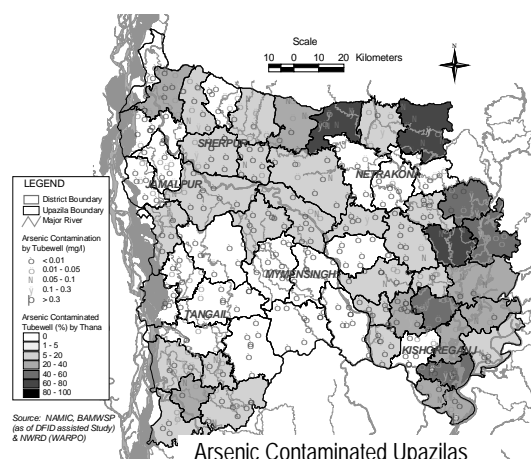 Scale
10 0 10 20 Kilometers
N
SHERPUR
JAMALPUR
NETRAKONA
MYMENSINGH
TANGAIL
KISHOREGANJ
LEGEND
District Boundary
Upazila Boundary
Major River
Arsenic Contamination
by Tubewell (mg/l)
< 0.01
0.01 - 0.05
0.05 - 0.1
0.1 - 0.3
> 0.3
Arsenic Contaminated
Tubewell (%) by Thana
0
1 - 5
5 - 20
20 - 40
40 - 60
60 - 80
80 - 100
Source: NAMIC, BAMWSP
(as of DFID assisted Study)
& NWRD (WARPO)
Arsenic Contaminated Upazilas